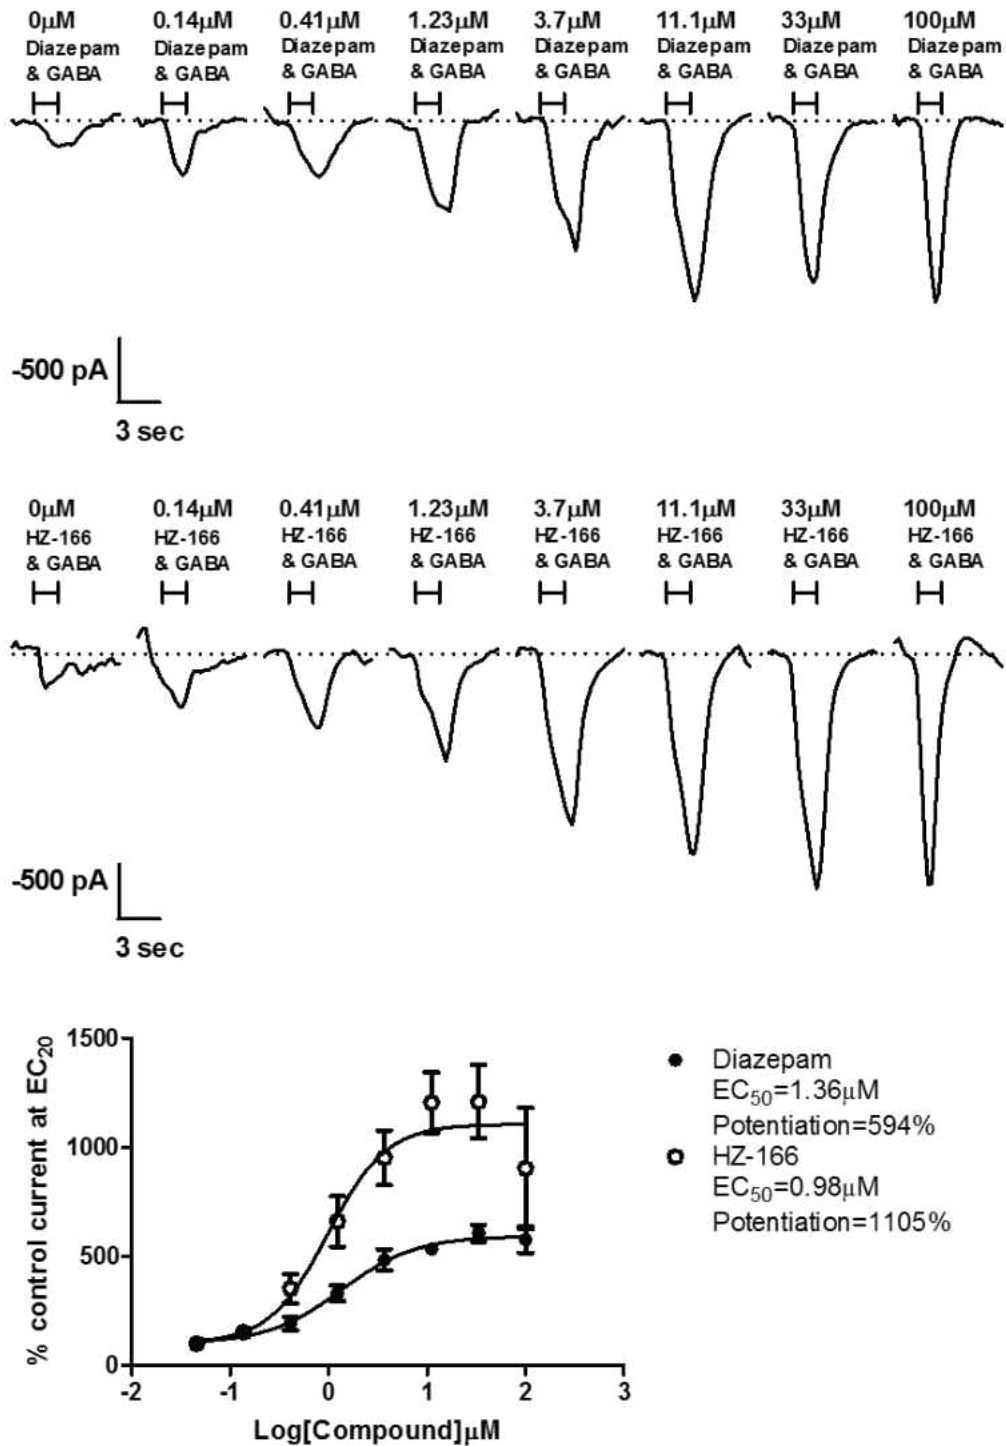 0μM 0.14μM 0.41μM 1.23μM 3.7μM 11.1μM 33μM 100μM
Diazepam Diazepam Diazepam Diazepam Diazepam Diazepam Diazepam Diazepam
& GABA & GABA & GABA & GABA & GABA & GABA & GABA & GABA
-500 pA
3 sec
0μM 0.14μM 0.41μM 1.23μM 3.7μM 11.1μM 33μM 100μM
HZ-166 HZ-166 HZ-166 HZ-166 HZ-166 HZ-166 HZ-166 HZ-166
& GABA & GABA & GABA & GABA & GABA & GABA & GABA & GABA
-500 pA
3 sec
% control current at EC20
1500
1000
500
0
-2 -1 0 1 2 3
Log[Compound]μM
Diazepam
EC50=1.36μM
Potentiation=594%
HZ-166
EC50=0.98μM
Potentiation=1105%